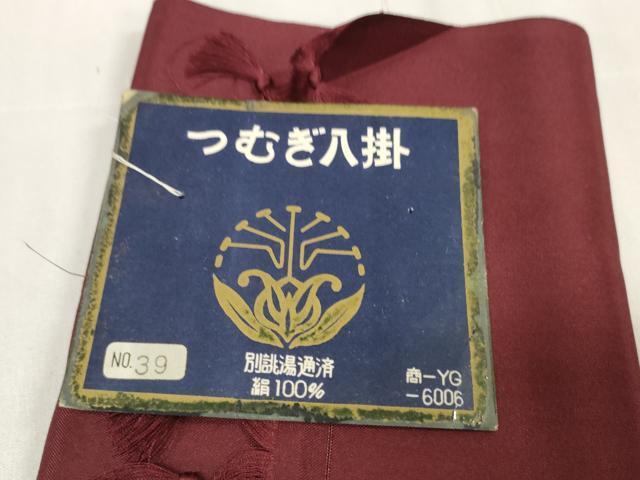 つむぎ八掛
別誂湯通済
絹100%
NO. 39
商-YG
-6006